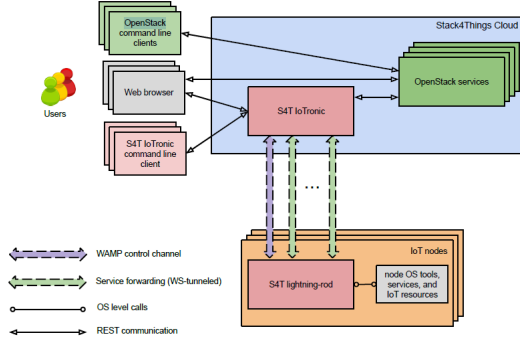 OpenStack
command line
clients
Stack4Things Cloud
Web browser
OpenStack services
S4T IoTronic
Users
S4T IoTronic
command line
client
...
WAMP control channel
Service forwarding (WS-tunneled)
OS level calls
REST communication
IoT nodes
S4T lightning-rod
node OS tools,
services, and
IoT resources